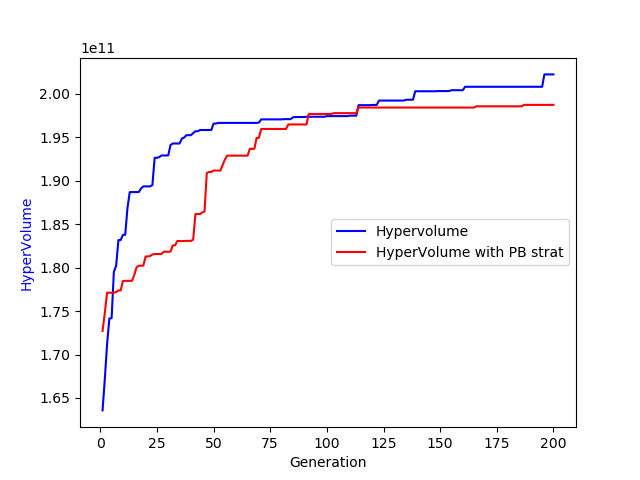 1e11
2.00
1.95
1.90
1.85
1.80
1.75
1.70
1.65
HyperVolume
Hypervolume
HyperVolume with PB strat
0 25 50 75 100 125 150 175 200
Generation